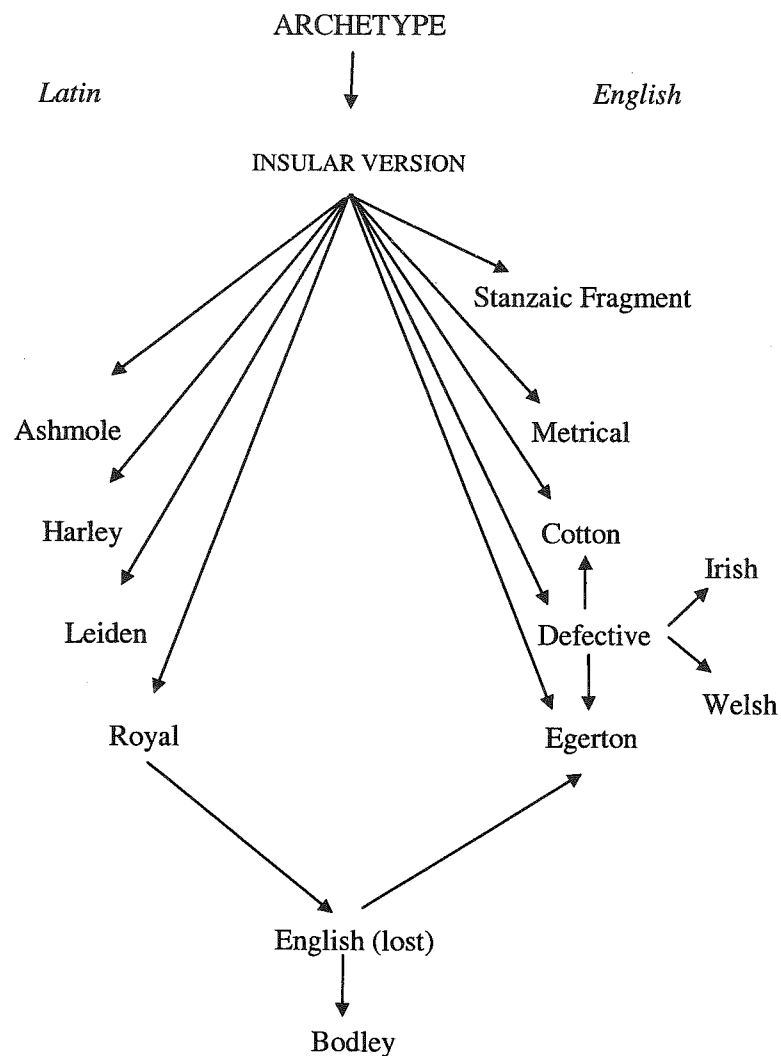 ARCHETYPE
Latin
English
INSULAR VERSION
Stanzaic Fragment
Ashmole
Metrical
Harley
Cotton
Irish
Leiden
Defective
Welsh
Royal
Egerton
English (lost)
Bodley